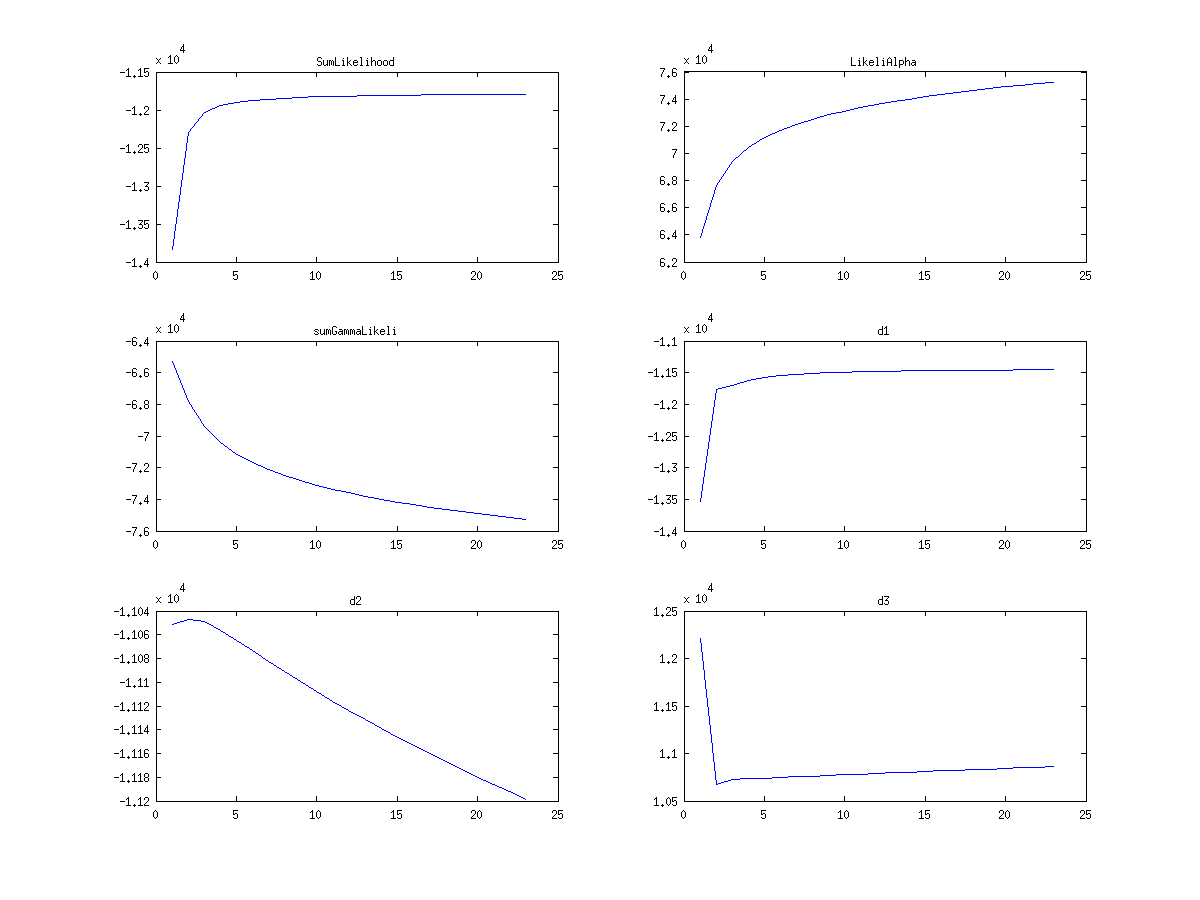 x 10 4
SumLikelihood
-1.15
-1.2
-1.25
-1.3
-1.35
-1.4
0 5 10 15 20 25
x 10 4
LikeliAlpha
7.6
7.4
7.2
7
6.8
6.6
6.4
6.2
0 5 10 15 20 25
x 10 4
sumGammaLikeli
-6.4
-6.6
-6.8
-7
-7.2
-7.4
-7.6
0 5 10 15 20 25
x 10 4
d1
-1.1
-1.15
-1.2
-1.25
-1.3
-1.35
-1.4
0 5 10 15 20 25
x 10 4
d2
-1.104
-1.106
-1.108
-1.11
-1.112
-1.114
-1.116
-1.118
-1.12
0 5 10 15 20 25
x 10 4
d3
1.25
1.2
1.15
1.1
1.05
0 5 10 15 20 25